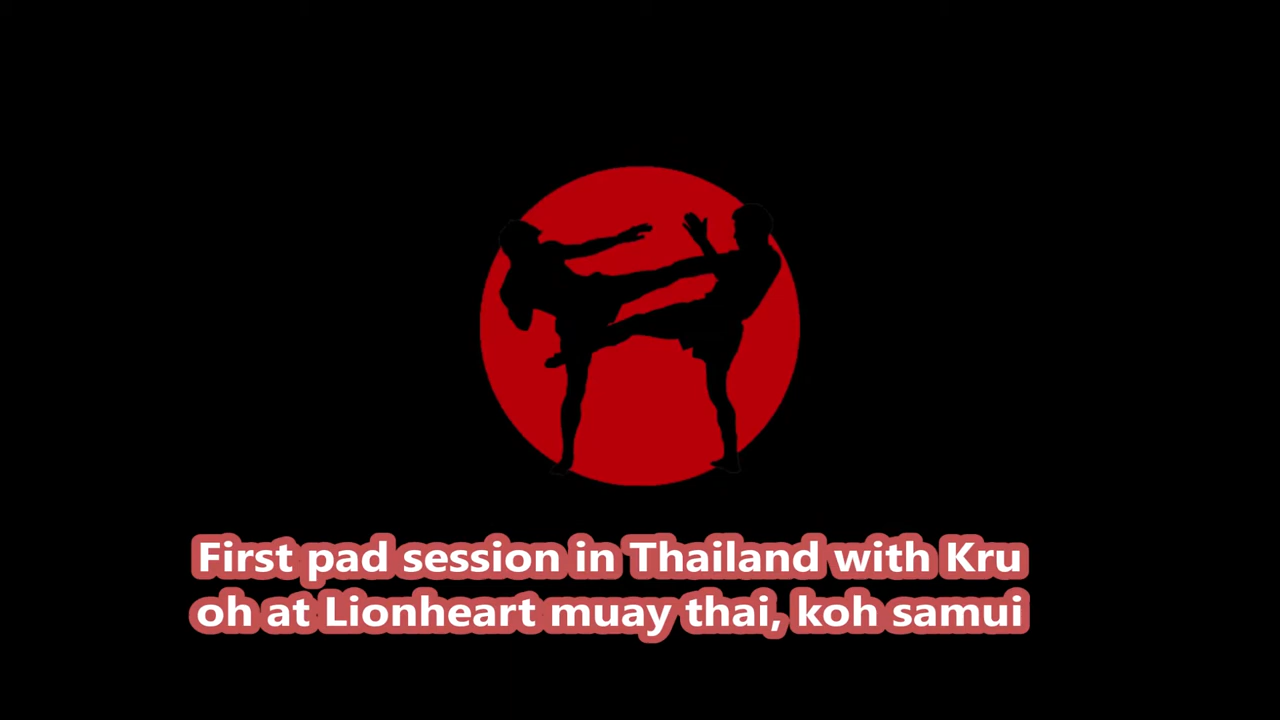 First pad session in Thailand with Kru
oh at Lionheart muay thai, koh samui